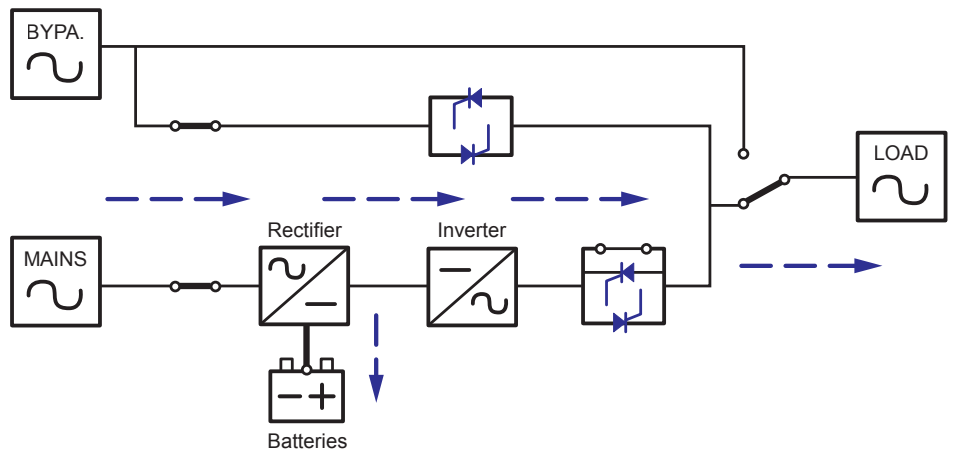 BYPA.
LOAD
Rectifier
Inverter
MAINS
Batteries